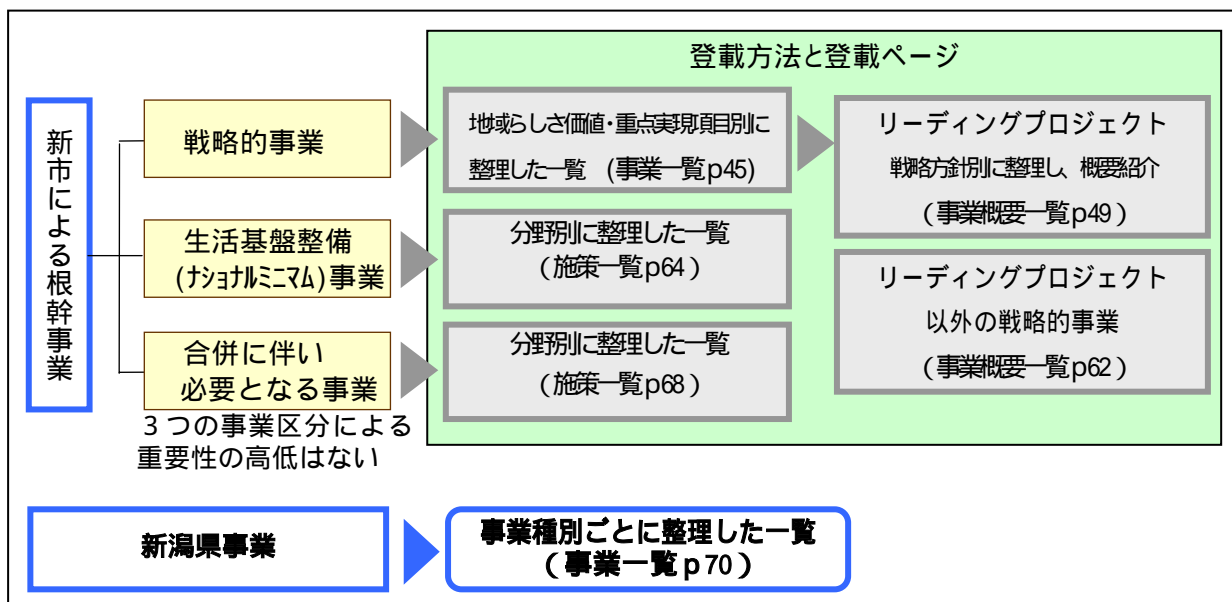 登載方法と登載ページ
新市による根幹事業
戦略的事業
地域らしさ価値・重点実現項目別に
整理した一覧 (事業一覧p45)
リーディングプロジェクト
戦略方針別に整理し、概要紹介
(事業概要一覧p49)
生活基盤整備
(ナショナルミニマム)事業
分野別に整理した一覧
(施策一覧p64)
リーディングプロジェクト
以外の戦略的事業
(事業概要一覧p62)
合併に伴い
必要となる事業
分野別に整理した一覧
(施策一覧p68)
3つの事業区分による
重要性の高低はない
新潟県事業
事業種別ごとに整理した一覧
(事業一覧p70)